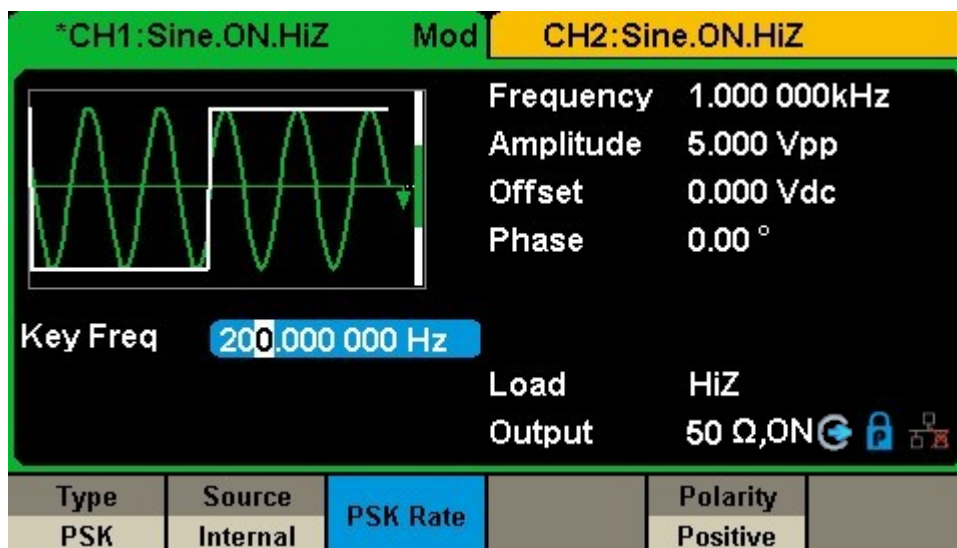 *CH1:Sine.ON.HiZ Mod CH2:Sine.ON.HiZ
Frequency 1.000 000kHz
Amplitude 5.000 Vpp
Offset 0.000 Vdc
Phase 0.00 °
Key Freq 200.000 000 Hz
Load HiZ
Output 50 Ω,ON P
Type Source PSK Rate Polarity
PSK Internal Positive